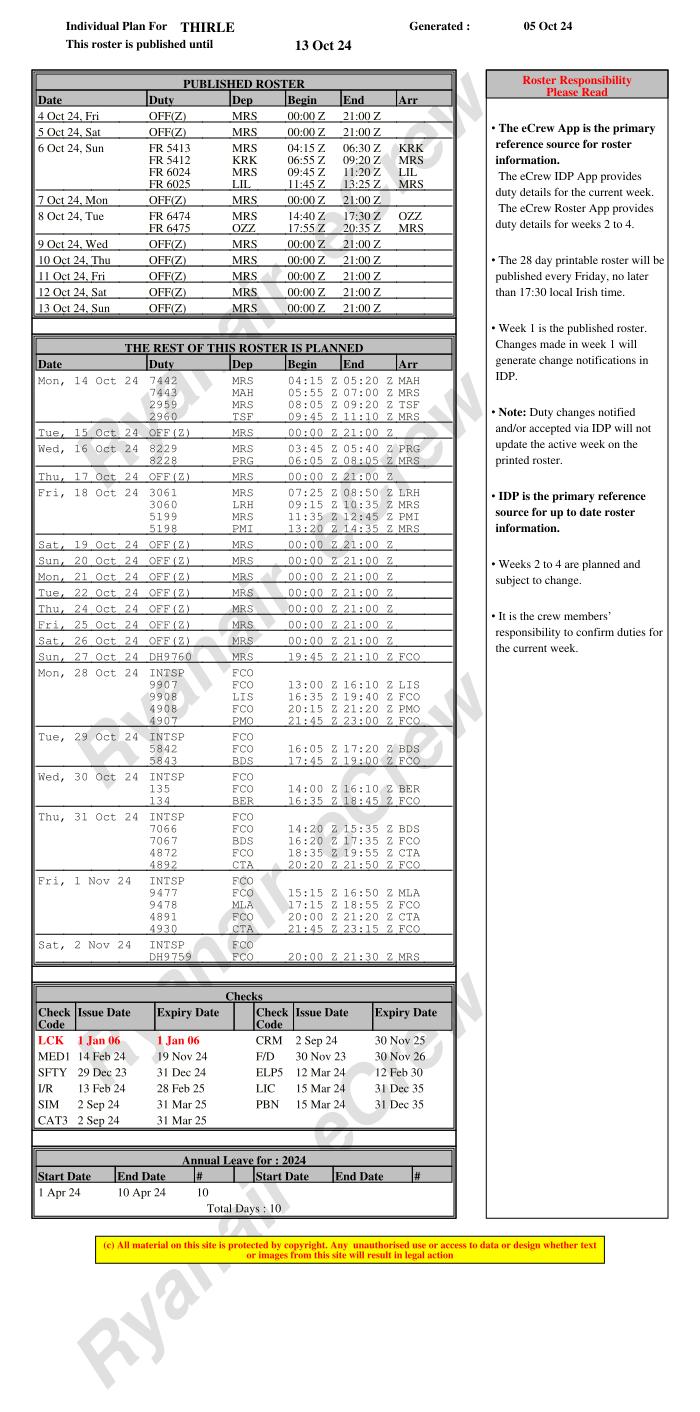 Individual Plan For THIRLE Generated : 05 Oct 24
This roster is published until 13 Oct 24
PUBLISHED ROSTER
Date Duty Dep Begin End Arr
4 Oct 24, Fri OFF(Z) MRS 00:00 Z 21:00 Z
5 Oct 24, Sat OFF(Z) MRS 00:00 Z 21:00 Z
6 Oct 24, Sun FR 5413 MRS 04:15 Z 06:30 Z KRK
FR 5412 KRK 06:55 Z 09:20 Z MRS
FR 6024 MRS 09:45 Z 11:20 Z LIL
FR 6025 LIL 11:45 Z 13:25 Z MRS
7 Oct 24, Mon OFF(Z) MRS 00:00 Z 21:00 Z
8 Oct 24, Tue FR 6474 MRS 14:40 Z 17:30 Z OZZ
FR 6475 OZZ 17:55 Z 20:35 Z MRS
9 Oct 24, Wed OFF(Z) MRS 00:00 Z 21:00 Z
10 Oct 24, Thu OFF(Z) MRS 00:00 Z 21:00 Z
11 Oct 24, Fri OFF(Z) MRS 00:00 Z 21:00 Z
12 Oct 24, Sat OFF(Z) MRS 00:00 Z 21:00 Z
13 Oct 24, Sun OFF(Z) MRS 00:00 Z 21:00 Z
THE REST OF THIS ROSTER IS PLANNED
Date Duty Dep Begin End Arr
Mon, 14 Oct 24 7442 MRS 04:15 Z 05:20 Z MAH
7443 MAH 05:55 Z 07:00 Z MRS
2959 MRS 08:05 Z 09:20 Z TSF
2960 TSF 09:45 Z 11:10 Z MRS
Tue, 15 Oct 24 OFF(Z) MRS 00:00 Z 21:00 Z
Wed, 16 Oct 24 8229 MRS 03:45 Z 05:40 Z PRG
8228 PRG 06:05 Z 08:05 Z MRS
Thu, 17 Oct 24 OFF(Z) MRS 00:00 Z 21:00 Z
Fri, 18 Oct 24 3061 MRS 07:25 Z 08:50 Z LRH
3060 LRH 09:15 Z 10:35 Z MRS
5199 MRS 11:35 Z 12:45 Z PMI
5198 PMI 13:20 Z 14:35 Z MRS
Sat, 19 Oct 24 OFF(Z) MRS 00:00 Z 21:00 Z
Sun, 20 Oct 24 OFF(Z) MRS 00:00 Z 21:00 Z
Mon, 21 Oct 24 OFF(Z) MRS 00:00 Z 21:00 Z
Tue, 22 Oct 24 OFF(Z) MRS 00:00 Z 21:00 Z
Thu, 24 Oct 24 OFF(Z) MRS 00:00 Z 21:00 Z
Fri, 25 Oct 24 OFF(Z) MRS 00:00 Z 21:00 Z
Sat, 26 Oct 24 OFF(Z) MRS 00:00 Z 21:00 Z
Sun, 27 Oct 24 DH9760 MRS 19:45 Z 21:10 Z FCO
Mon, 28 Oct 24 INTSP FCO
9907 FCO 13:00 Z 16:10 Z LIS
9908 LIS 16:35 Z 19:40 Z FCO
4908 FCO 20:15 Z 21:20 Z PMO
4907 PMO 21:45 Z 23:00 Z FCO
Tue, 29 Oct 24 INTSP FCO
5842 FCO 16:05 Z 17:20 Z BDS
5843 BDS 17:45 Z 19:00 Z FCO
Wed, 30 Oct 24 INTSP FCO
135 FCO 14:00 Z 16:10 Z BER
134 BER 16:35 Z 18:45 Z FCO
Thu, 31 Oct 24 INTSP FCO
7066 FCO 14:20 Z 15:35 Z BDS
7067 BDS 16:20 Z 17:35 Z FCO
4872 FCO 18:35 Z 19:55 Z CTA
4892 CTA 20:20 Z 21:50 Z FCO
Fri, 1 Nov 24 INTSP FCO
9477 FCO 15:15 Z 16:50 Z MLA
9478 MLA 17:15 Z 18:55 Z FCO
4891 FCO 20:00 Z 21:20 Z CTA
4930 CTA 21:45 Z 23:15 Z FCO
Sat, 2 Nov 24 INTSP FCO
DH9759 FCO 20:00 Z 21:30 Z MRS
Checks
Check Code Issue Date Expiry Date Check Code Issue Date Expiry Date
LCK 1 Jan 06 1 Jan 06 CRM 2 Sep 24 30 Nov 25
MED1 14 Feb 24 19 Nov 24 F/D 30 Nov 23 30 Nov 26
SFTY 29 Dec 23 31 Dec 24 ELP5 12 Mar 24 12 Feb 30
I/R 13 Feb 24 28 Feb 25 LIC 15 Mar 24 31 Dec 35
SIM 2 Sep 24 31 Mar 25 PBN 15 Mar 24 31 Dec 35
CAT3 2 Sep 24 31 Mar 25
Annual Leave for : 2024
Start Date End Date # Start Date End Date #
1 Apr 24 10 Apr 24 10
Total Days : 10
Roster Responsibility
Please Read
• The eCrew App is the primary
reference source for roster
information.
The eCrew IDP App provides
duty details for the current week.
The eCrew Roster App provides
duty details for weeks 2 to 4.
• The 28 day printable roster will be
published every Friday, no later
than 17:30 local Irish time.
• Week 1 is the published roster.
Changes made in week 1 will
generate change notifications in
IDP.
• Note: Duty changes notified
and/or accepted via IDP will not
update the active week on the
printed roster.
• IDP is the primary reference
source for up to date roster
information.
• Weeks 2 to 4 are planned and
subject to change.
• It is the crew members’
responsibility to confirm duties for
the current week.
(c) All material on this site is protected by copyright. Any unauthorised use or access to data or design whether text
or images from this site will result in legal action
Ryanair eCrew
Ryanair eCrew
Ryanair eCrew
Ryanair eCrew